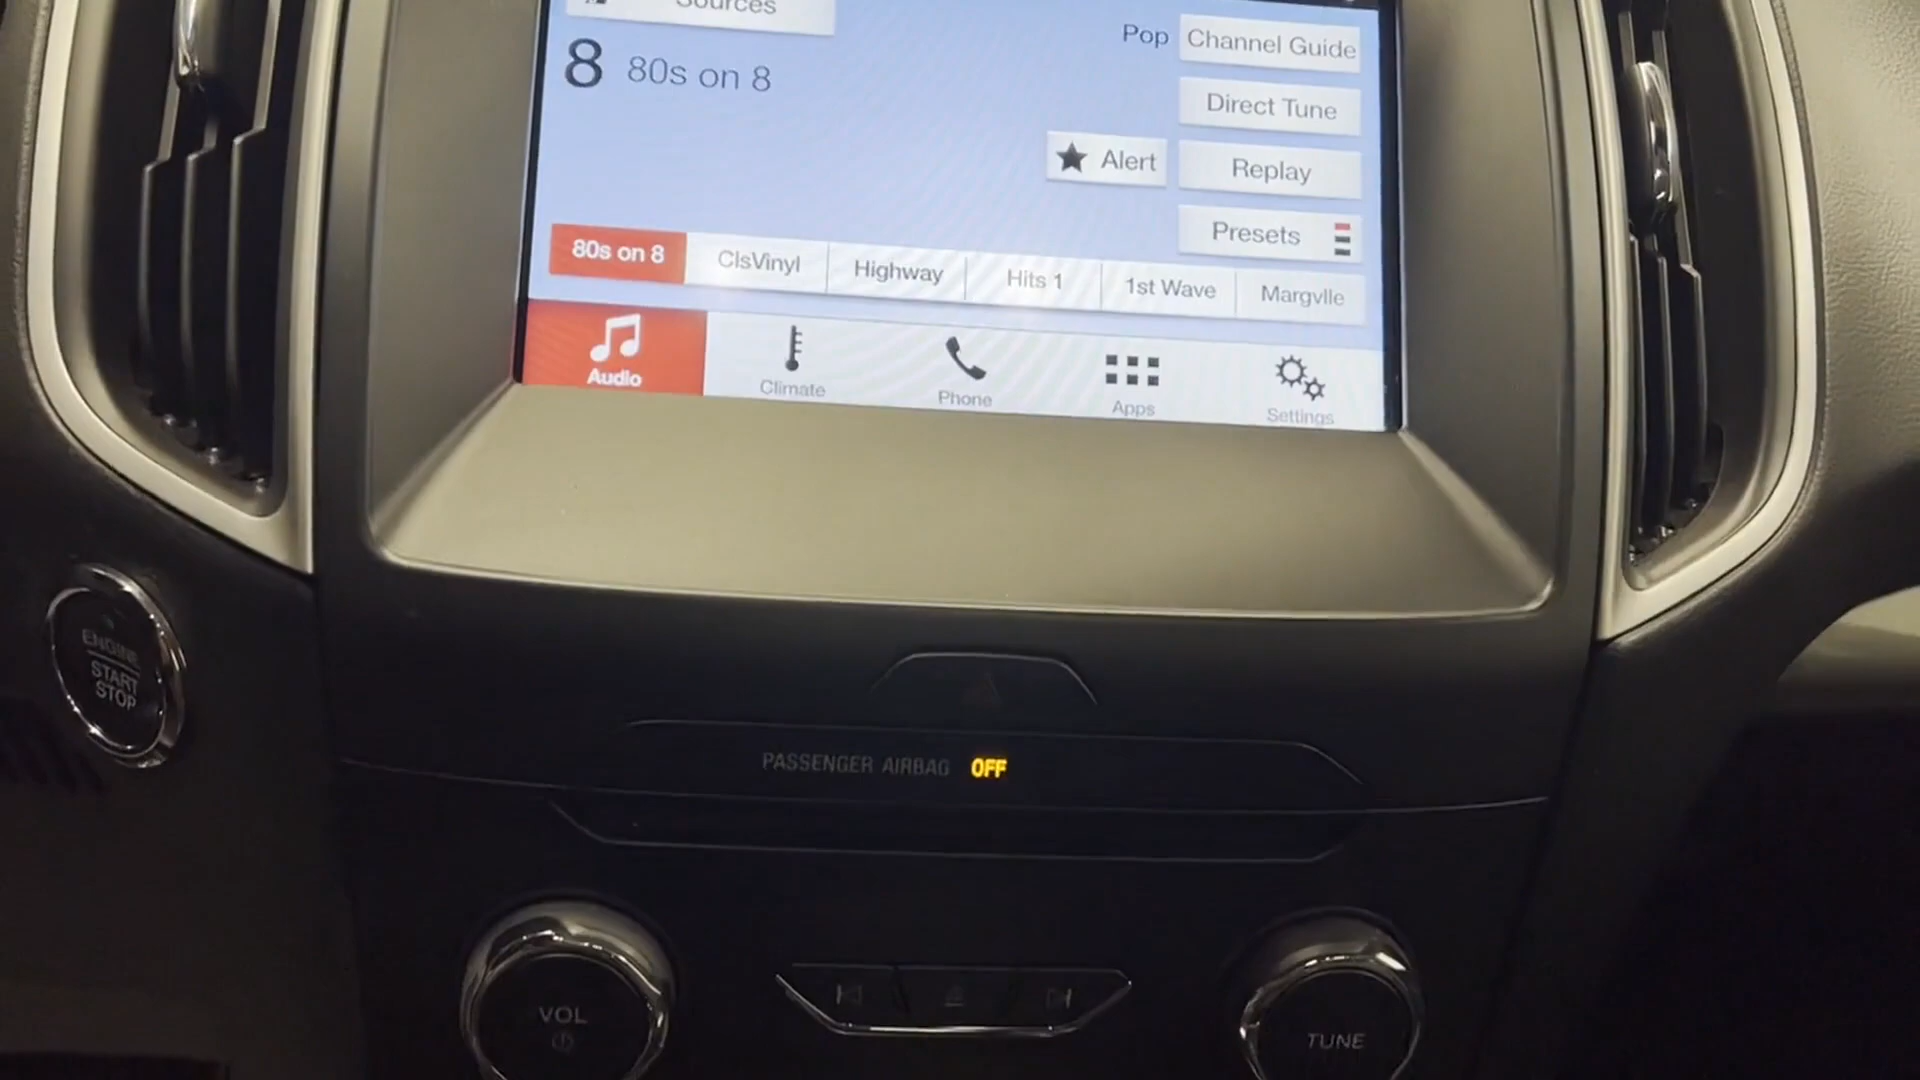 Sources
8 80s on 8
Pop
Channel Guide
Direct Tune
Alert
Replay
Presets
80s on 8
ClsVinyl
Highway
Hits 1
1st Wave
Margvlle
Audio
Climate
Phone
Apps
Settings
ENGINE
START
STOP
PASSENGER AIRBAG OFF
VOL
TUNE